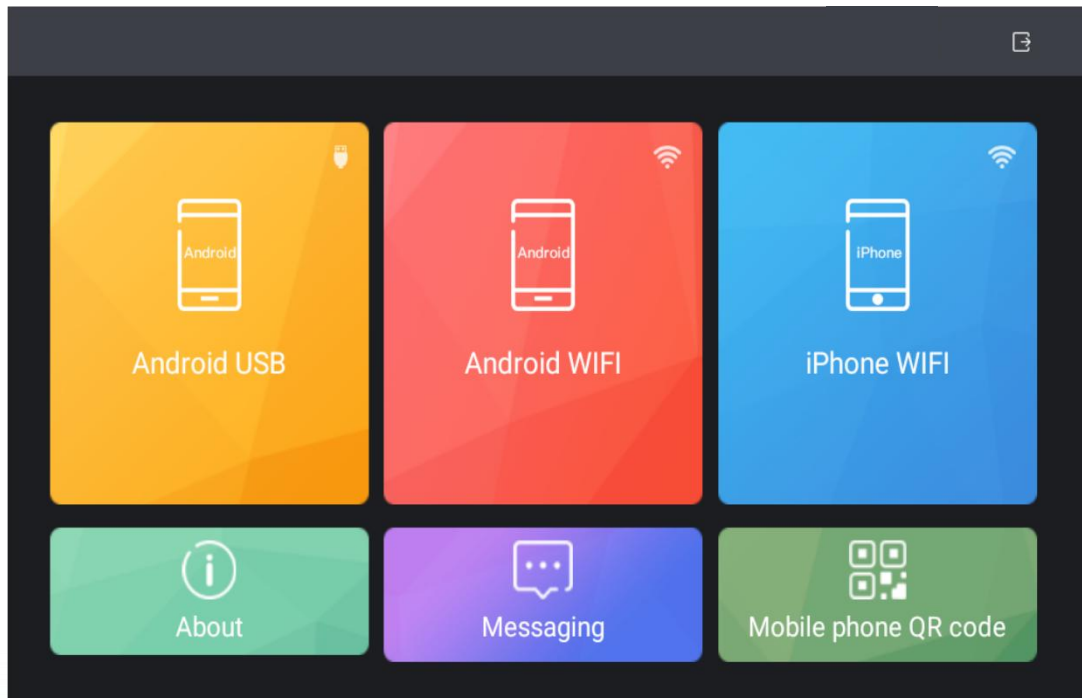 Android
Android USB
Android
Android WIFI
iPhone
iPhone WIFI
About
Messaging
Mobile phone QR code